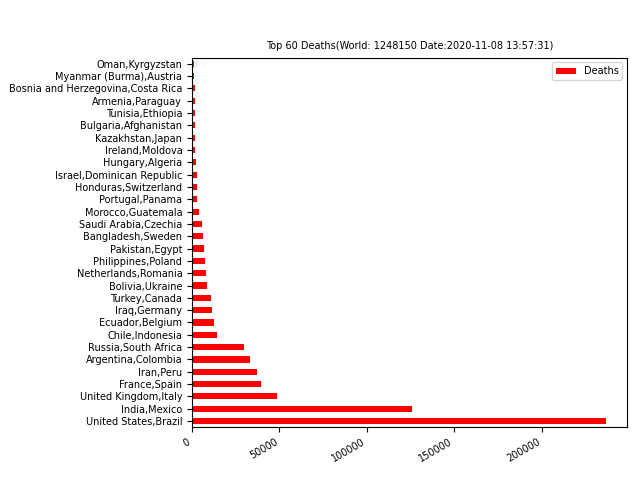 Top 60 Deaths(World: 1248150 Date:2020-11-08 13:57:31)
Deaths
Oman,Kyrgyzstan
Myanmar (Burma),Austria
Bosnia and Herzegovina,Costa Rica
Armenia,Paraguay
Tunisia,Ethiopia
Bulgaria,Afghanistan
Kazakhstan,Japan
Ireland,Moldova
Hungary,Algeria
Israel,Dominican Republic
Honduras,Switzerland
Portugal,Panama
Morocco,Guatemala
Saudi Arabia,Czechia
Bangladesh,Sweden
Pakistan,Egypt
Philippines,Poland
Netherlands,Romania
Bolivia,Ukraine
Turkey,Canada
Iraq,Germany
Ecuador,Belgium
Chile,Indonesia
Russia,South Africa
Argentina,Colombia
Iran,Peru
France,Spain
United Kingdom,Italy
India,Mexico
United States,Brazil
0
50000
100000
150000
200000